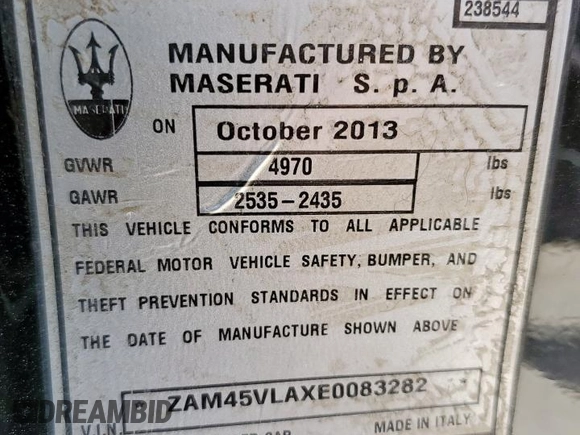 238544
MANUFACTURED BY
MASERATI S. p. A.
MASERATI
ON October 2013
GVWR 4970 lbs
GAWR 2535-2435 lbs
THIS VEHICLE CONFORMS TO ALL APPLICABLE
FEDERAL MOTOR VEHICLE SAFETY, BUMPER, AND
THEFT PREVENTION STANDARDS IN EFFECT ON
THE DATE OF MANUFACTURE SHOWN ABOVE
ZAM45VLAXE0083282
V.I.N.
MADE IN ITALY
DREAMBID